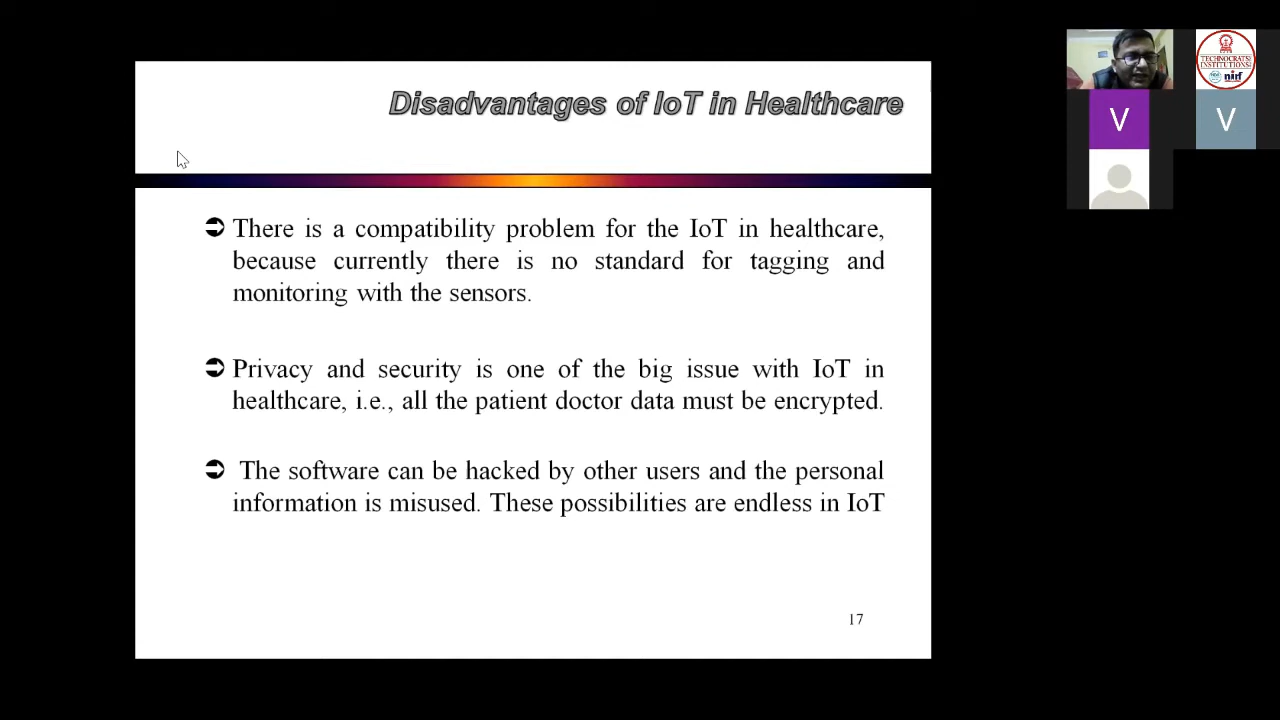 Disadvantages of IoT in Healthcare
There is a compatibility problem for the IoT in healthcare,
because currently there is no standard for tagging and
monitoring with the sensors.
Privacy and security is one of the big issue with IoT in
healthcare, i.e., all the patient doctor data must be encrypted.
The software can be hacked by other users and the personal
information is misused. These possibilities are endless in IoT
17
TECHNOCRATS
INSTITUTIONS
nirf
V
V